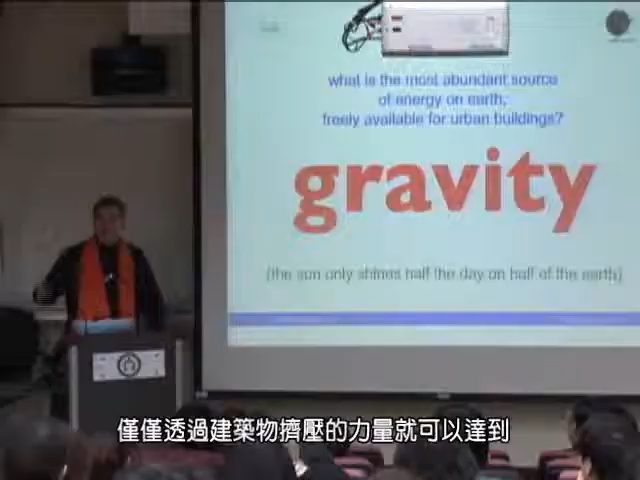 what is the most abundant source
of energy on earth,
freely available for urban buildings?
gravity
(the sun only shines half the day on half of the earth)
僅僅透過建築物擠壓的力量就可以達到